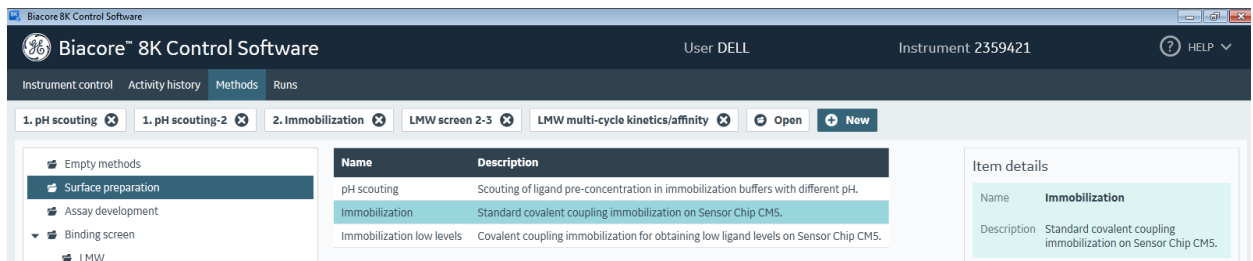 Biacore 8K Control Software
Biacore™ 8K Control Software User DELL Instrument 2359421 ? HELP
Instrument control Activity history Methods Runs
1. pH scouting 1. pH scouting-2 2. Immobilization LMW screen 2-3 LMW multi-cycle kinetics/affinity Open New
Empty methods
Surface preparation
Assay development
Binding screen
LMW
Name Description
pH scouting Scouting of ligand pre-concentration in immobilization buffers with different pH.
Immobilization Standard covalent coupling immobilization on Sensor Chip CM5.
Immobilization low levels Covalent coupling immobilization for obtaining low ligand levels on Sensor Chip CM5.
Item details
Name Immobilization
Description Standard covalent coupling
immobilization on Sensor Chip CM5.